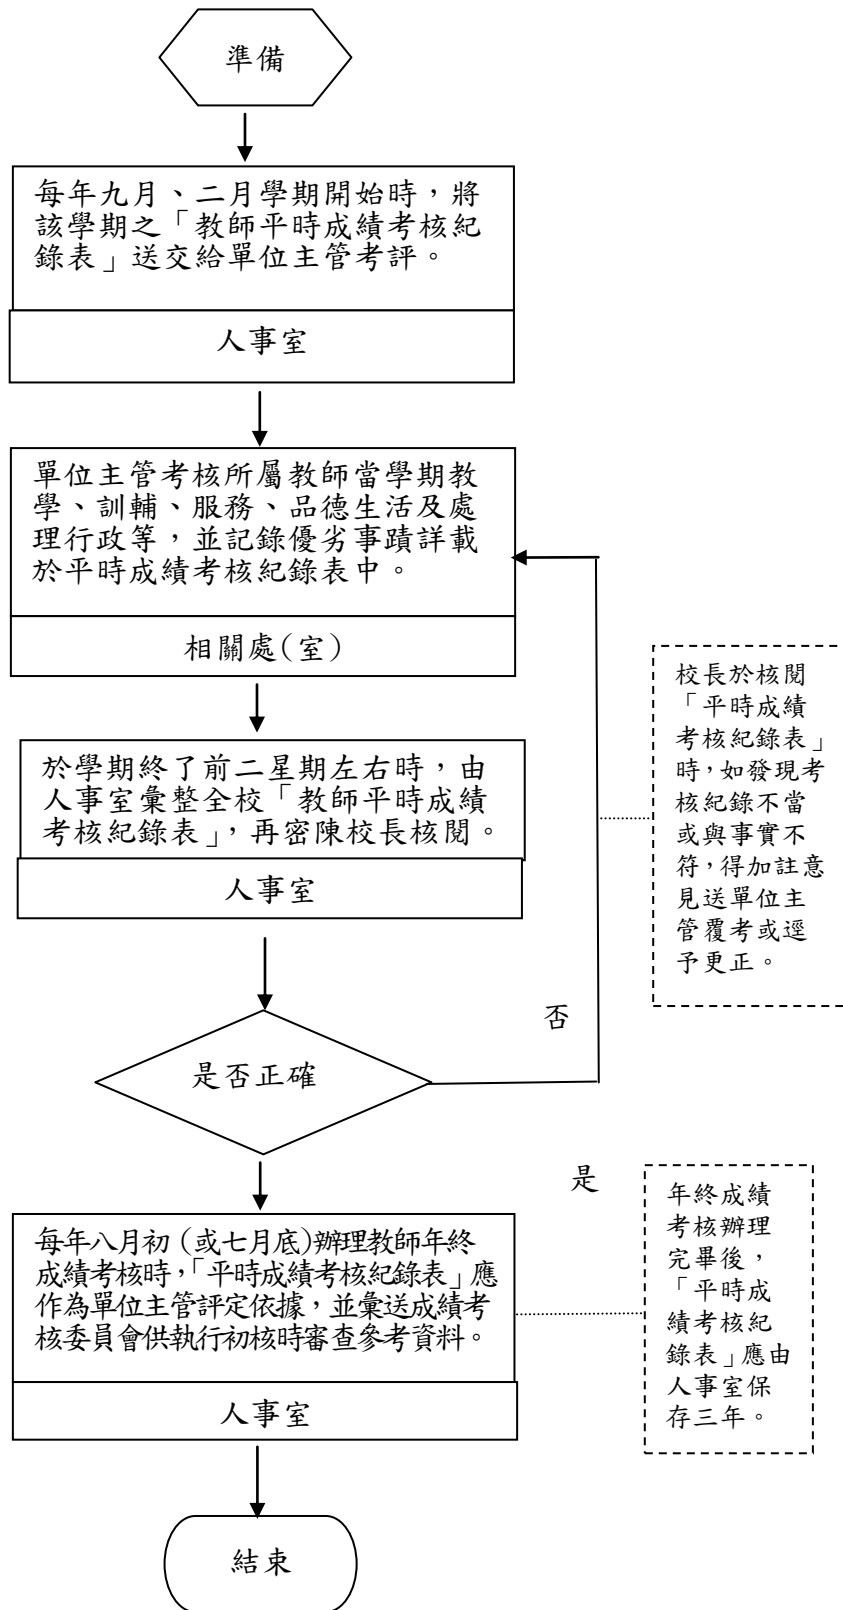 準備
每年九月、二月學期開始時，將
該學期之「教師平時成績考核紀
錄表」送交給單位主管考評。
人事室
單位主管考核所屬教師當學期教
學、訓輔、服務、品德生活及處
理行政等，並記錄優劣事蹟詳載
於平時成績考核紀錄表中。
相關處(室)
校長於核閱
「平時成績
考核紀錄表」
時，如發現考
核紀錄不當
或與事實不
符，得加註意
見送單位主
管覆考或逕
予更正。
於學期終了前二星期左右時，由
人事室彙整全校「教師平時成績
考核紀錄表」，再密陳校長核閱。
人事室
否
是否正確
是
每年八月初 (或七月底)辦理教師年終
成績考核時，「平時成績考核紀錄表」應
作為單位主管評定依據，並彙送成績考
核委員會供執行初核時審查參考資料。
人事室
年終成績
考核辦理
完畢後，
「平時成
績考核紀
錄表」應由
人事室保
存三年。
結束